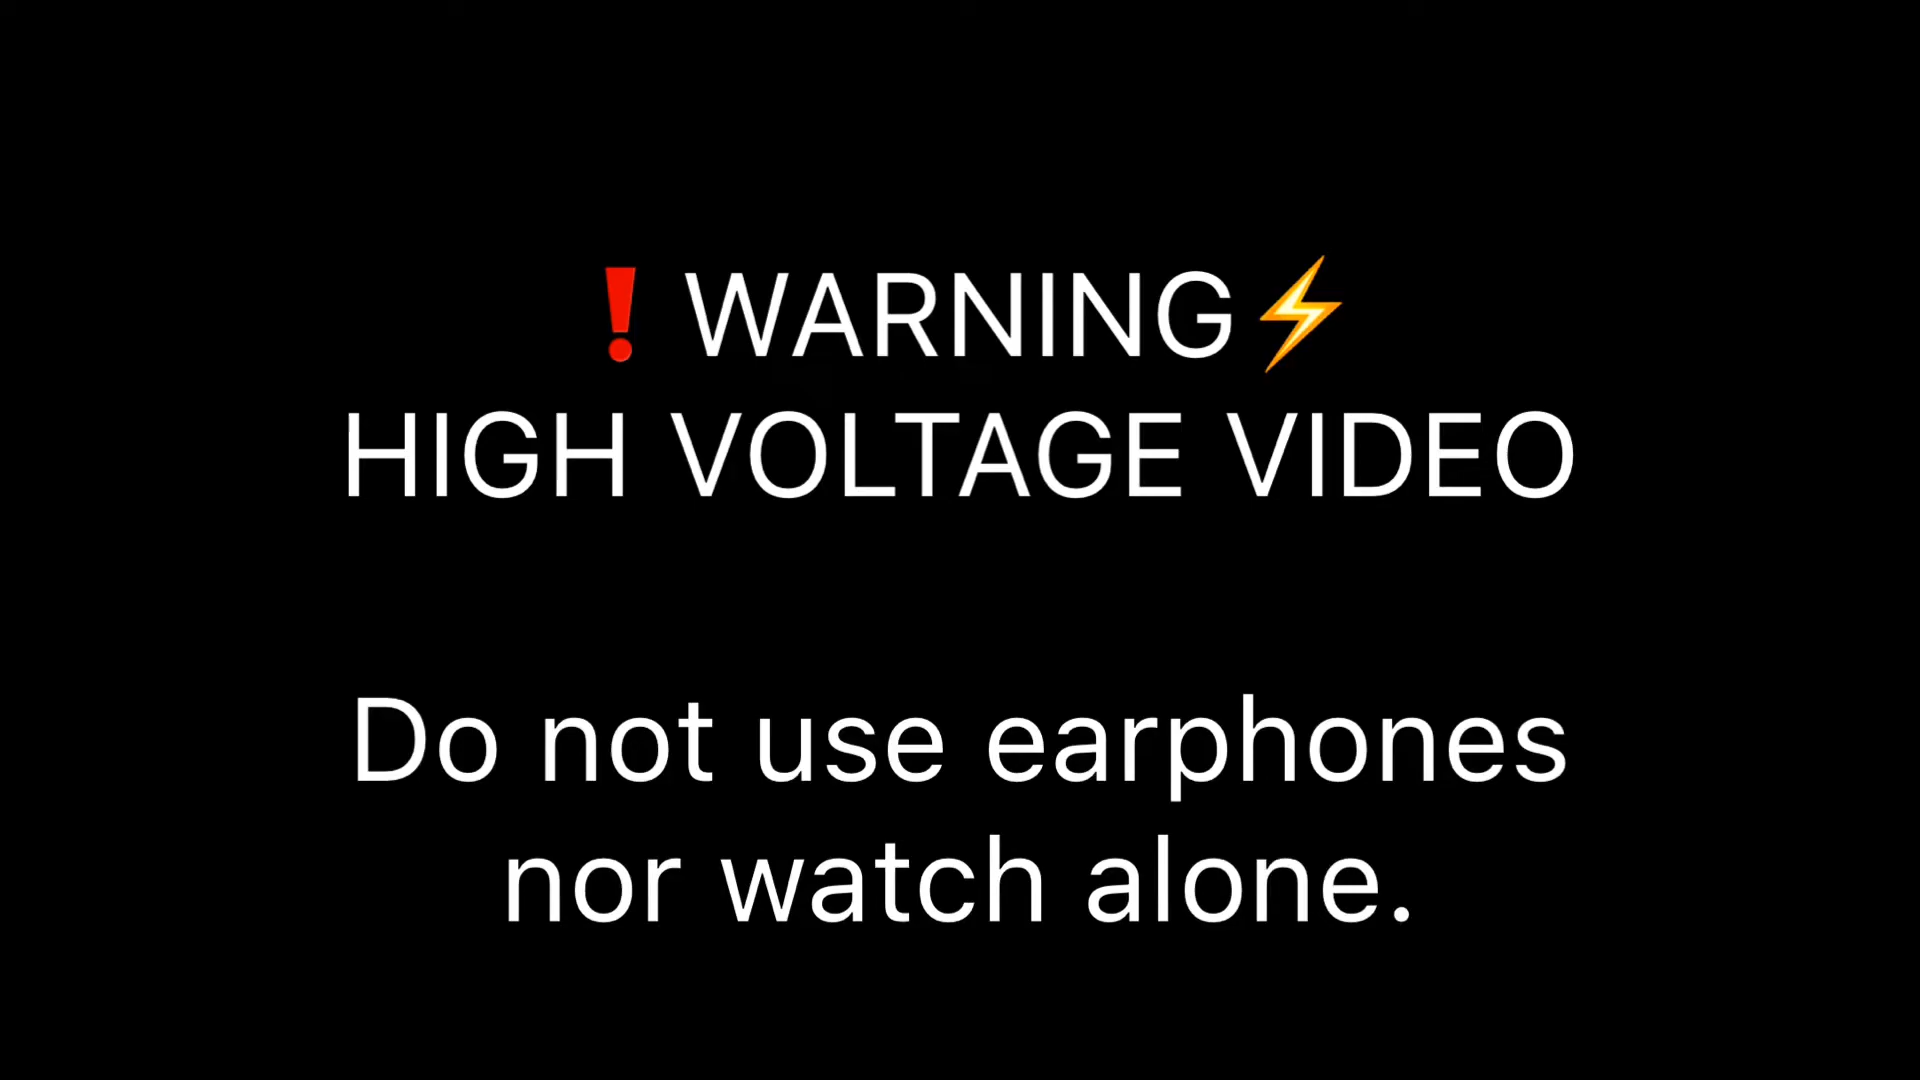 ❗WARNING⚡
HIGH VOLTAGE VIDEO
Do not use earphones
nor watch alone.